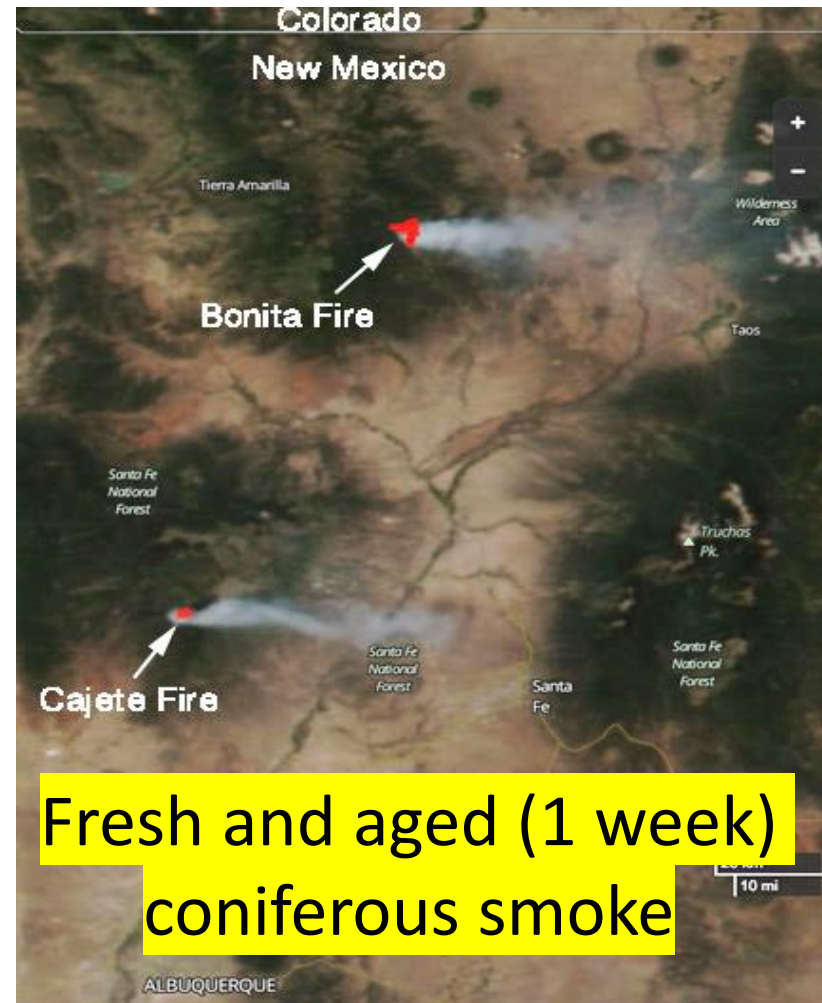 Colorado
New Mexico
+
−
Tierra Amarilla
Wilderness
Area
Bonita Fire
Taos
Santa Fe
National
Forest
Truchas
Pk.
Santa Fe
National
Forest
Santa Fe
National
Forest
Cajete Fire
Santa
Fe
Fresh and aged (1 week)
coniferous smoke
10 mi
ALBUQUERQUE